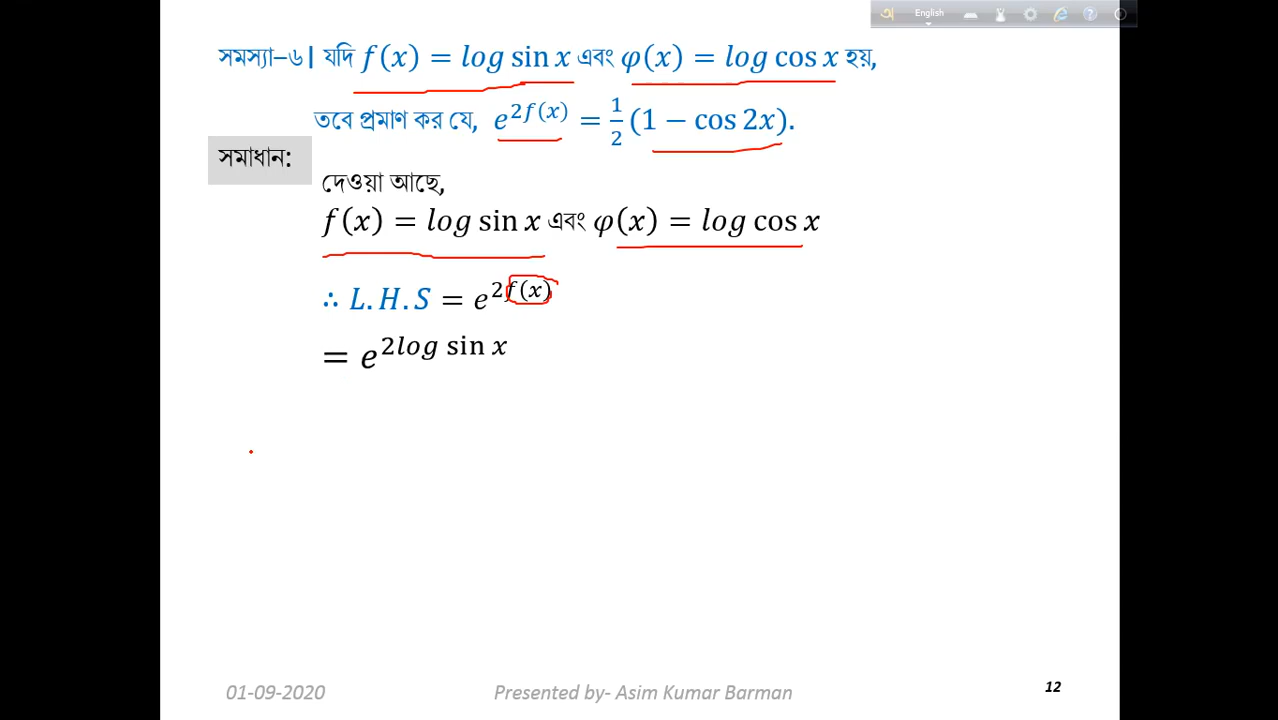 English
সমস্যা–৬। যদি f(x) = log sin x এবং φ(x) = log cos x হয়,
তবে প্রমাণ কর যে, e^{2f(x)} = 1/2 (1 − cos 2x).
সমাধান:
দেওয়া আছে,
f(x) = log sin x এবং φ(x) = log cos x
∴ L.H.S = e^{2f(x)}
= e^{2log sin x}
01-09-2020 Presented by- Asim Kumar Barman 12